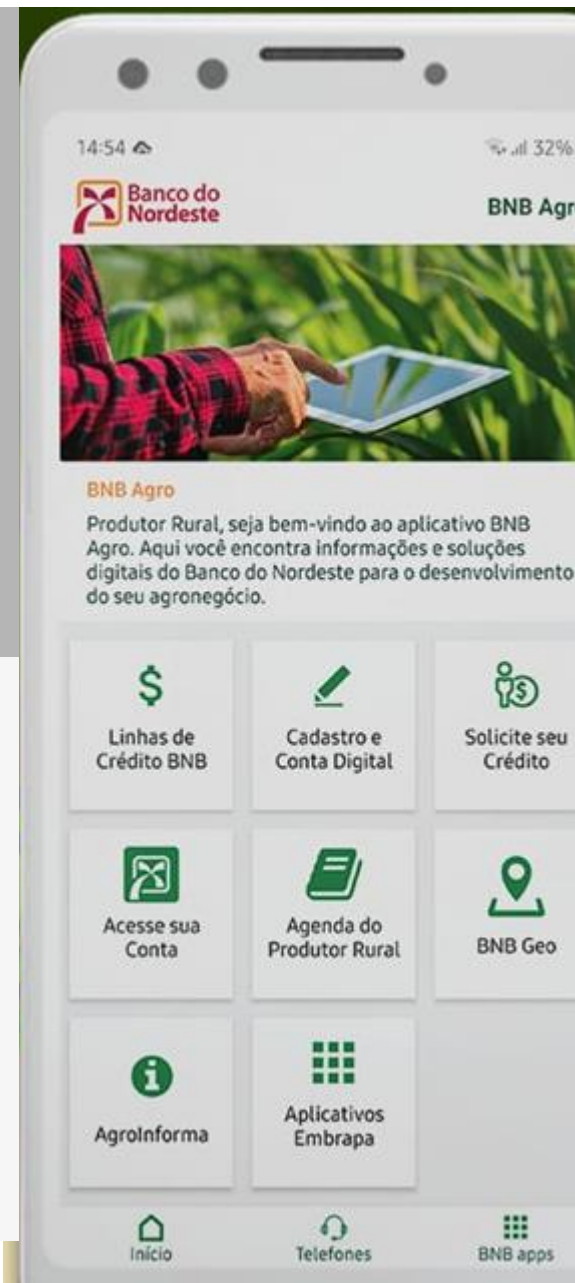 14:54
32%
Banco do
Nordeste
BNB Agr
BNB Agro
Produtor Rural, seja bem-vindo ao aplicativo BNB
Agro. Aqui você encontra informações e soluções
digitais do Banco do Nordeste para o desenvolvimento
do seu agronegócio.
$
Linhas de
Crédito BNB
Cadastro e
Conta Digital
$
Solicite seu
Crédito
Acesse sua
Conta
Agenda do
Produtor Rural
BNB Geo
AgroInforma
Aplicativos
Embrapa
Início
Telefones
BNB apps